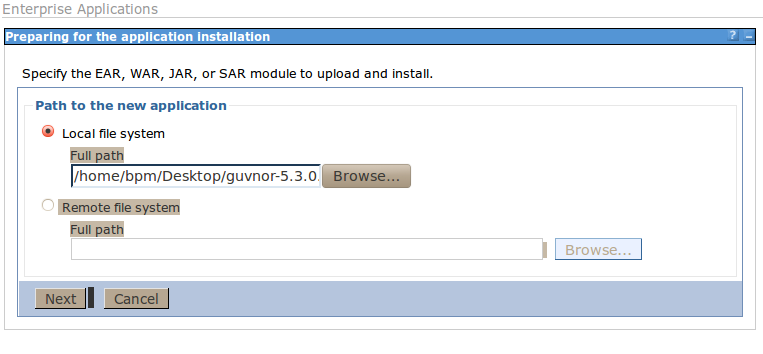 Enterprise Applications
Preparing for the application installation ? –
Specify the EAR, WAR, JAR, or SAR module to upload and install.
Path to the new application
Local file system
Full path
/home/bpm/Desktop/guvnor-5.3.0. Browse...
Remote file system
Full path
Browse...
Next Cancel